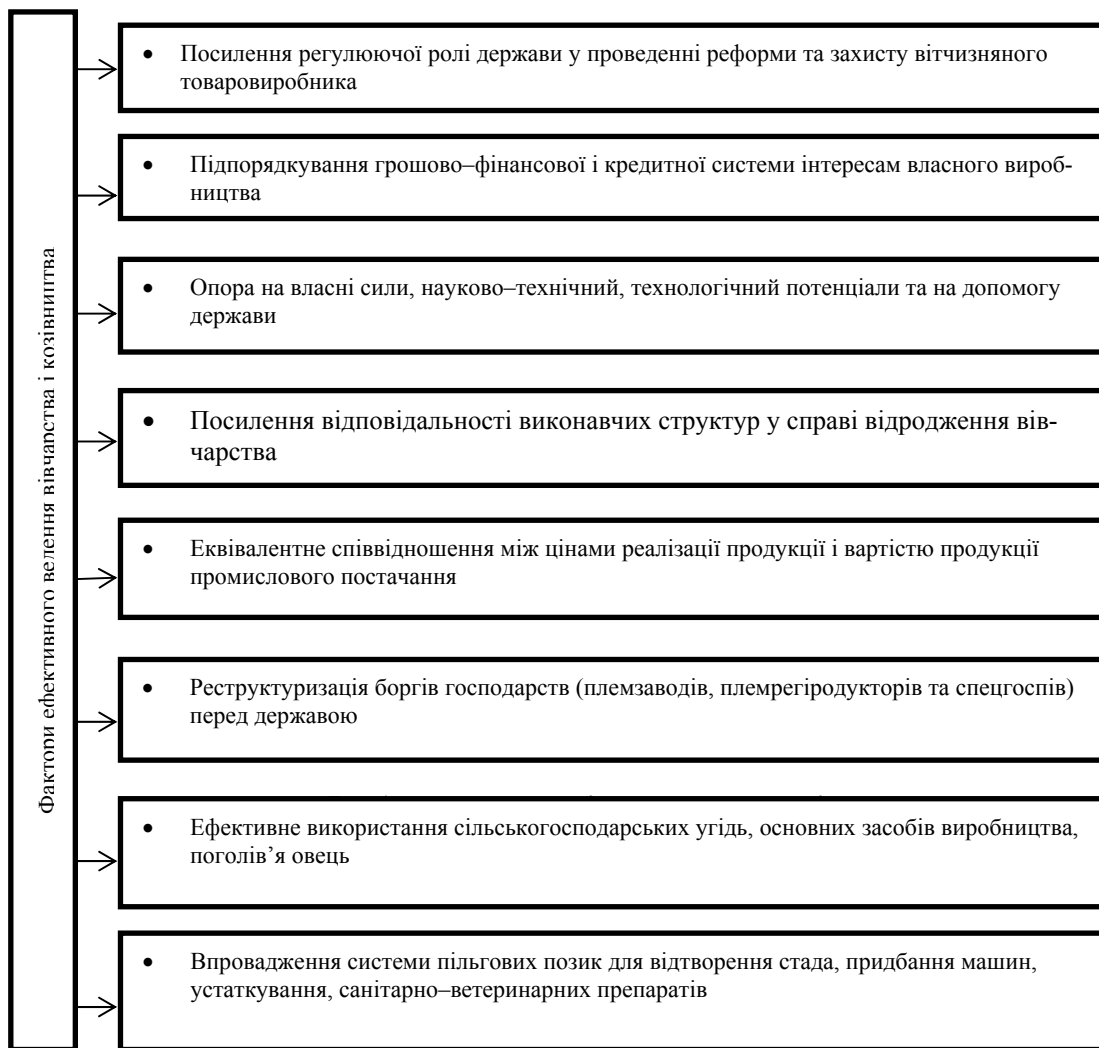 Фактори ефективного ведення вівчарства і козівництва
• Посилення регулюючої ролі держави у проведенні реформи та захисту вітчизняного
товаровиробника
• Підпорядкування грошово–фінансової і кредитної системи інтересам власного вироб-
ництва
• Опора на власні сили, науково–технічний, технологічний потенціали та на допомогу
держави
• Посилення відповідальності виконавчих структур у справі відродження вів-
чарства
• Еквівалентне співвідношення між цінами реалізації продукції і вартістю продукції
промислового постачання
• Реструктуризація боргів господарств (племзаводів, племрегіродукторів та спецгоспів)
перед державою
• Ефективне використання сільськогосподарських угідь, основних засобів виробництва,
поголів’я овець
• Впровадження системи пільгових позик для відтворення стада, придбання машин,
устаткування, санітарно–ветеринарних препаратів